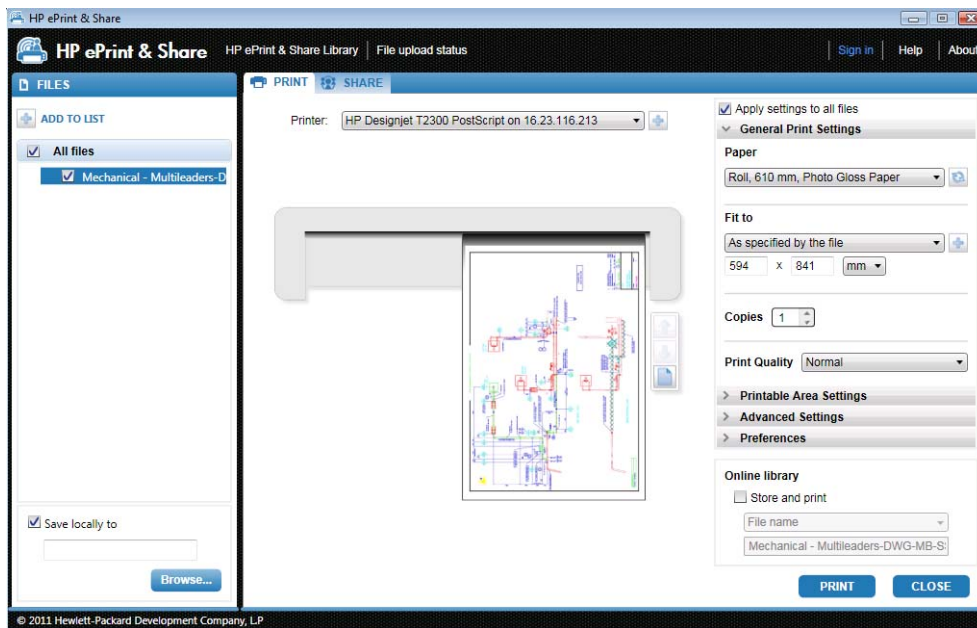 HP ePrint & Share
HP ePrint & Share
HP ePrint & Share Library
File upload status
Sign in
Help
About
FILES
ADD TO LIST
All files
Mechanical - Multileaders-D
Save locally to
Browse...
PRINT
SHARE
Printer:
HP Designjet T2300 PostScript on 16.23.116.213
Apply settings to all files
General Print Settings
Paper
Roll, 610 mm, Photo Gloss Paper
Fit to
As specified by the file
594 x 841 mm
Copies 1
Print Quality Normal
Printable Area Settings
Advanced Settings
Preferences
Online library
Store and print
File name
Mechanical - Multileaders-DWG-MB-S
PRINT
CLOSE
© 2011 Hewlett-Packard Development Company, L.P